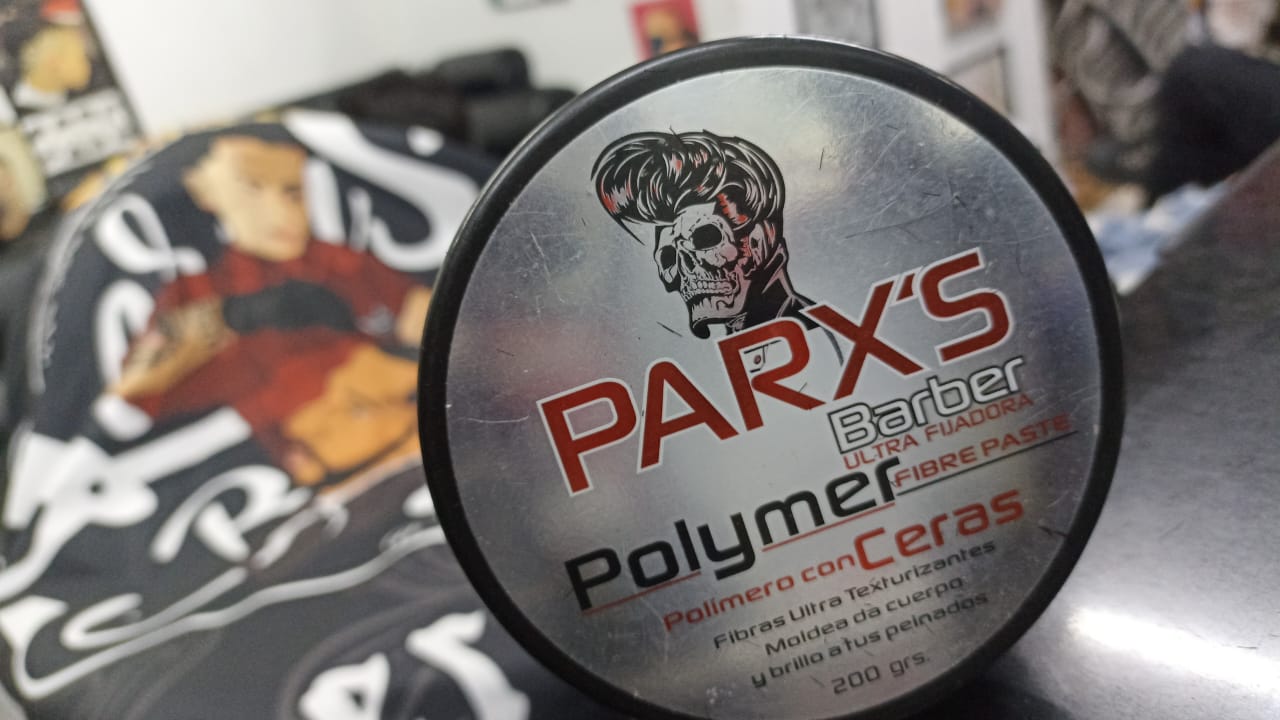 PARX'S
Barber
ULTRA FIJADORA
Polymer FIBRE PASTE
Polímero con Ceras
Fibras Ultra Texturizantes
Moldea da cuerpo
y brillo a tus peinados
200 grs.